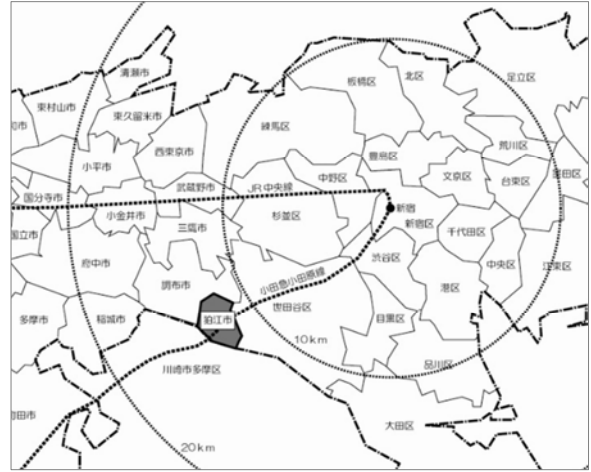 清瀬市
東村山市
東久留米市
板橋区
北区
足立区
練馬区
西東京市
小平市
豊島区
荒川区
文京区
台東区
墨田区
中野区
武蔵野市
JR中央線
国分寺市
小金井市
三鷹市
杉並区
新宿
新宿区
千代田区
国立市
府中市
調布市
小田急小田原線
渋谷区
中央区
江東区
港区
世田谷区
多摩市
稲城市
狛江市
目黒区
10km
品川区
川崎市多摩区
町田市
大田区
20km